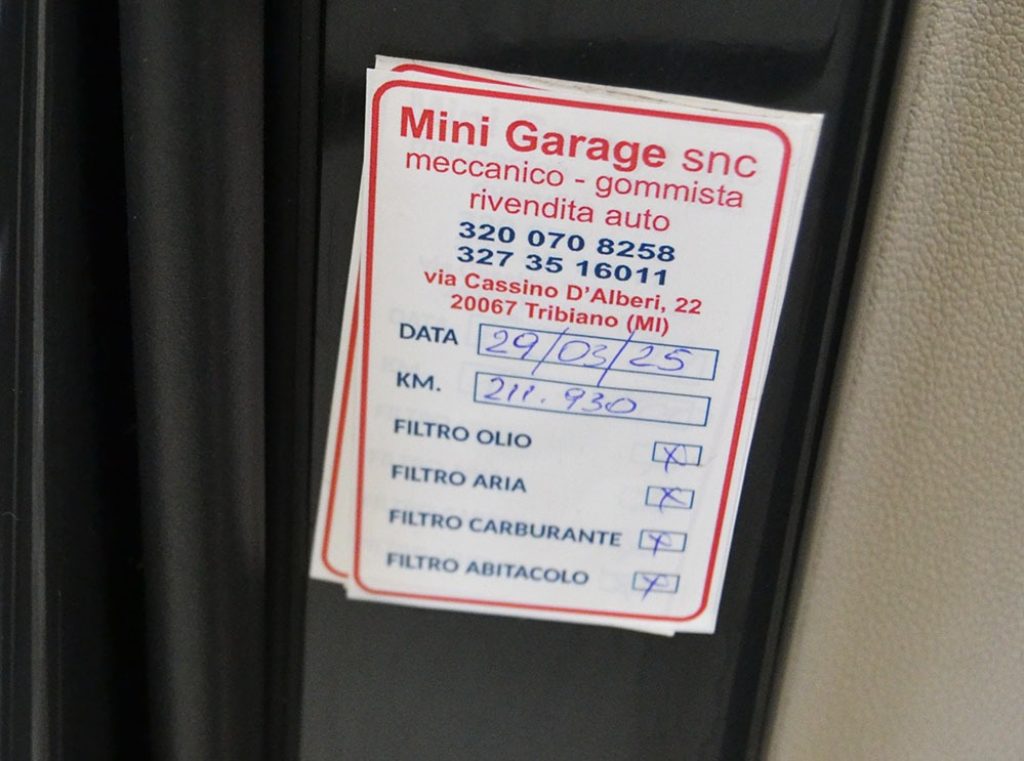 Mini Garage snc
meccanico - gommista
rivendita auto
320 070 8258
327 35 16011
via Cassino D'Alberi, 22
20067 Tribiano (MI)
DATA 29/03/25
KM. 211.930
FILTRO OLIO X
FILTRO ARIA X
FILTRO CARBURANTE X
FILTRO ABITACOLO X